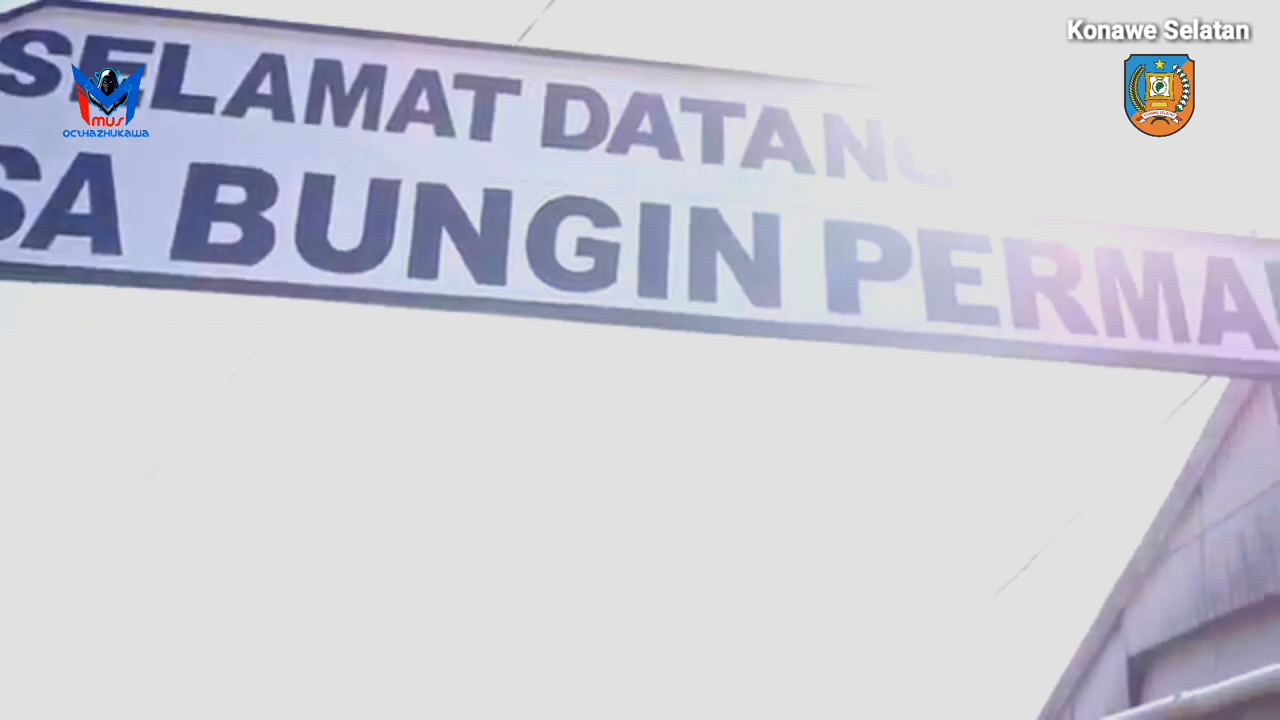 Konawe Selatan
SELAMAT DATANG
SA BUNGIN PERMA
mus
OCTHAZHUKAWA